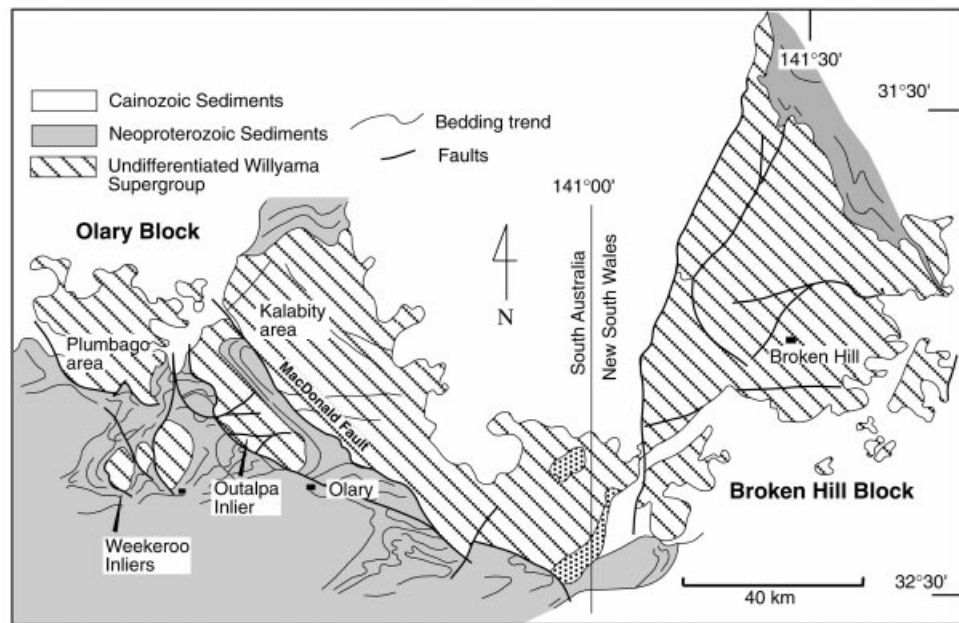 141°30'
31°30'
Cainozoic Sediments
Neoproterozoic Sediments
Undifferentiated Willyama
Supergroup
Bedding trend
Faults
141°00'
Olary Block
South Australia
New South Wales
N
Kalabity
area
Plumbago
area
MacDonald Fault
Broken Hill
Outalpa
Inlier
Olary
Broken Hill Block
Weekeroo
Inliers
40 km
32°30'